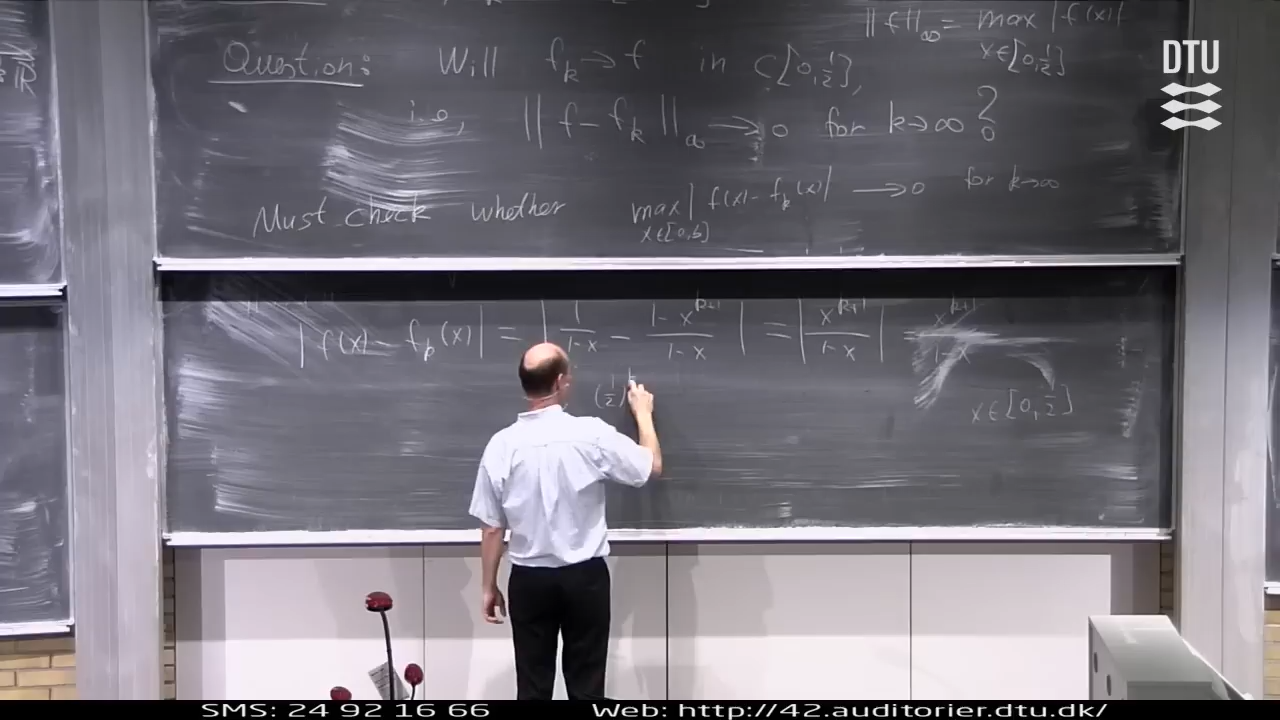 ||f||∞ = max |f(x)|
x∈[0,½]
DTU
Question: Will fk → f in C[0,½],
i.e., ||f - fk||∞ → 0 for k→∞ ?
Must check whether max |f(x) - fk(x)| → 0 for k→∞
x∈[0,b]
|f(x) - fk(x)| = |1/(1-x) - (1-x^(k+1))/(1-x)| = |x^(k+1)/(1-x)| = x^(k+1)/(1-x)
(½)
x∈[0,½]
SMS: 24 92 16 66 Web: http://42.auditorier.dtu.dk/